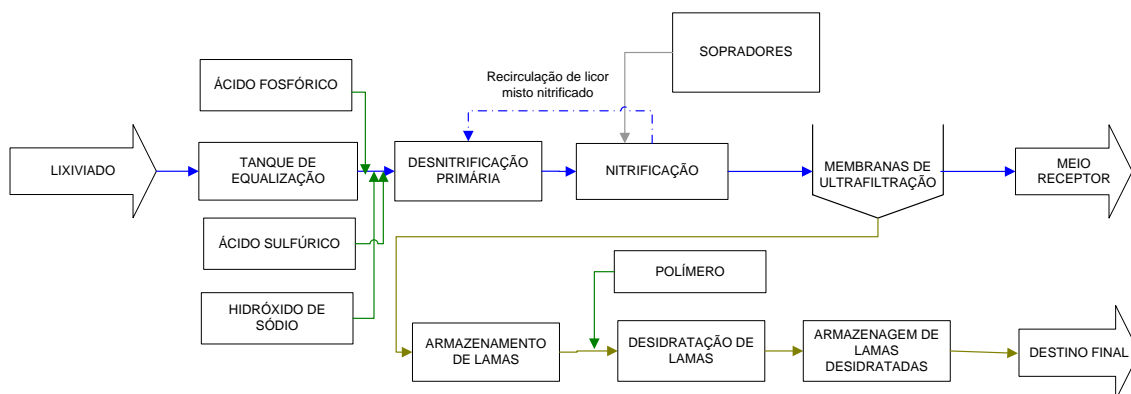 SOPRADORES
ÁCIDO FOSFÓRICO
Recirculação de licor
misto nitrificado
LIXIVIADO
TANQUE DE
EQUALIZAÇÃO
DESNITRIFICAÇÃO
PRIMÁRIA
NITRIFICAÇÃO
MEMBRANAS DE
ULTRAFILTRAÇÃO
MEIO
RECEPTOR
ÁCIDO SULFÚRICO
HIDRÓXIDO DE
SÓDIO
POLÍMERO
ARMAZENAMENTO
DE LAMAS
DESIDRATAÇÃO DE
LAMAS
ARMAZENAGEM DE
LAMAS
DESIDRATADAS
DESTINO FINAL